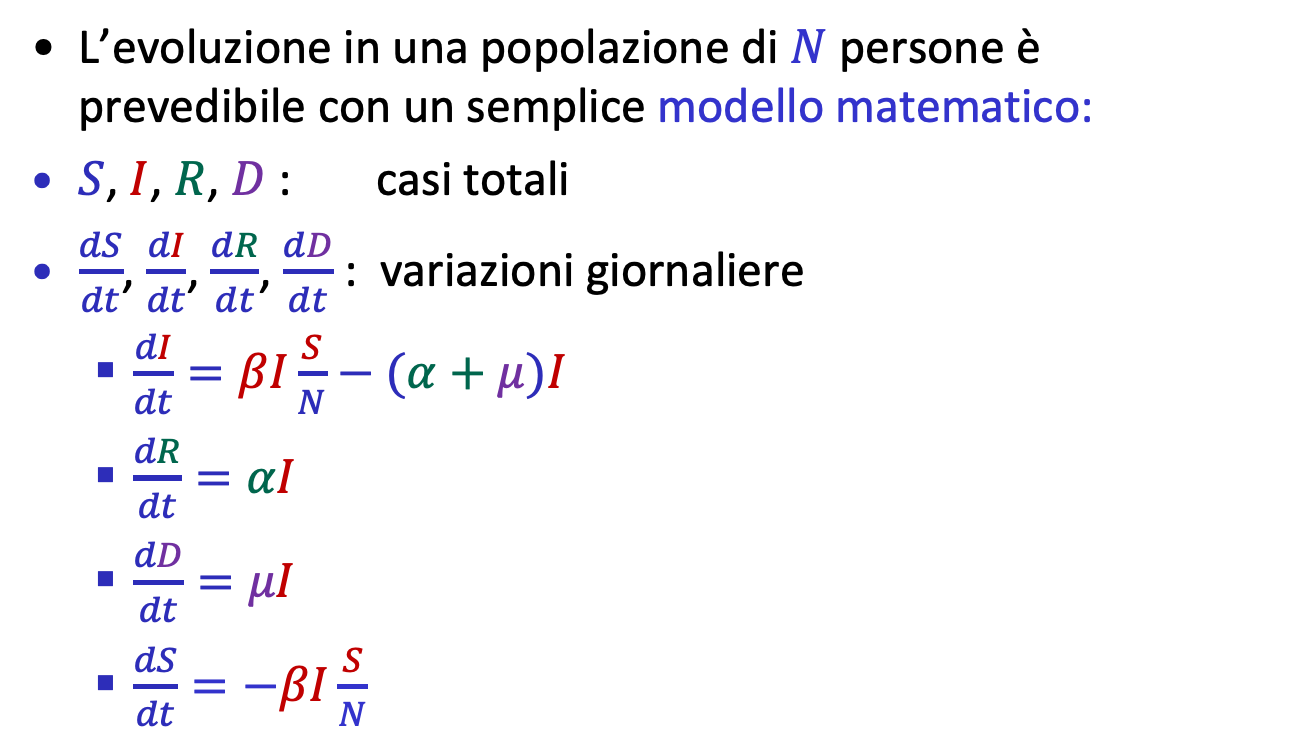 • L’evoluzione in una popolazione di N persone è
prevedibile con un semplice modello matematico:
• S, I, R, D : casi totali
• dS/dt, dI/dt, dR/dt, dD/dt : variazioni giornaliere
▪ dI/dt = βI S/N − (α + μ)I
▪ dR/dt = αI
▪ dD/dt = μI
▪ dS/dt = −βI S/N